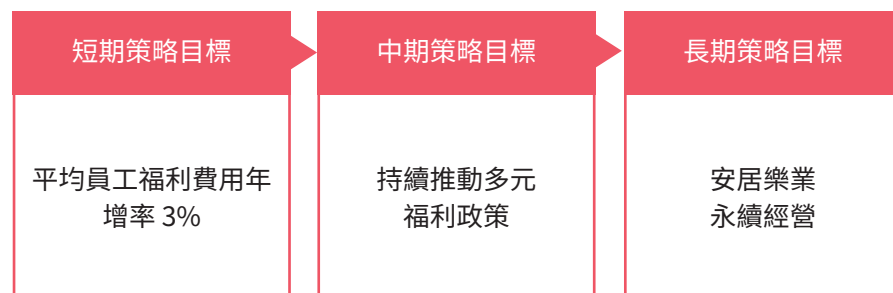 短期策略目標
平均員工福利費用年
增率 3%
中期策略目標
持續推動多元
福利政策
長期策略目標
安居樂業
永續經營